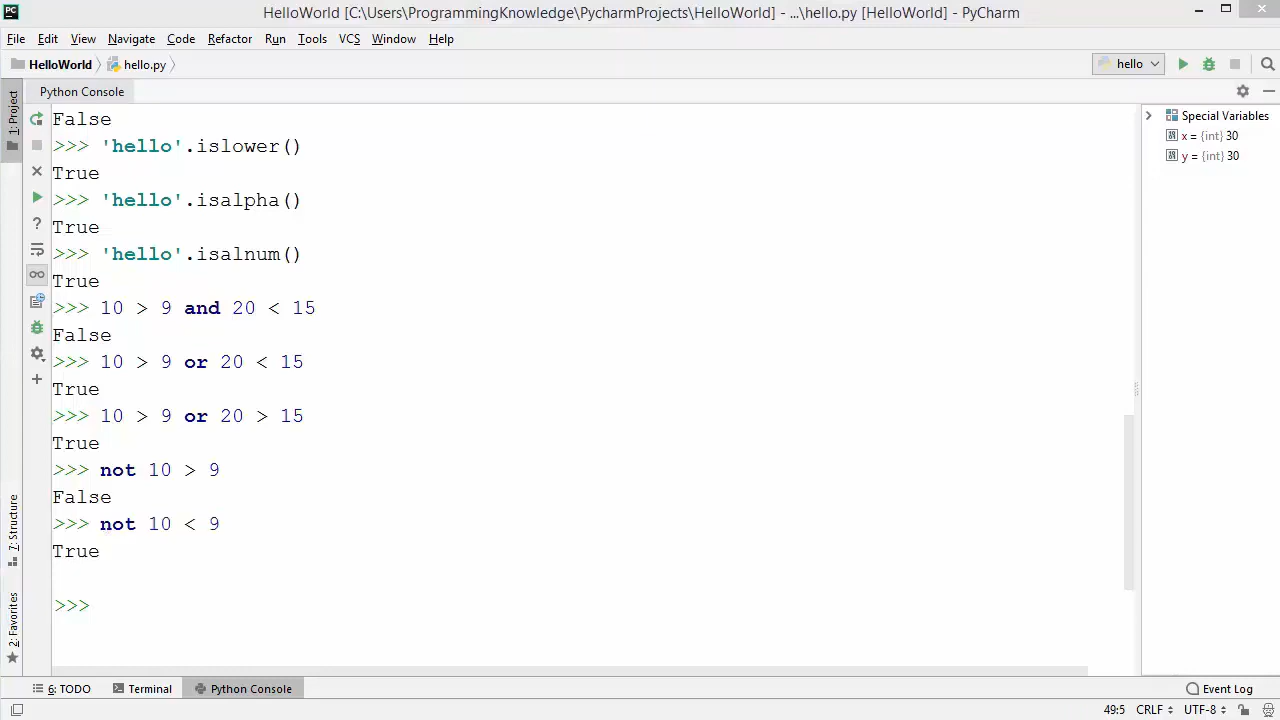 PC HelloWorld [C:\Users\ProgrammingKnowledge\PycharmProjects\HelloWorld] - ...\hello.py [HelloWorld] - PyCharm
File Edit View Navigate Code Refactor Run Tools VCS Window Help
HelloWorld hello.py hello
1: Project
Python Console
False
>>> 'hello'.islower()
True
>>> 'hello'.isalpha()
True
>>> 'hello'.isalnum()
True
>>> 10 > 9 and 20 < 15
False
>>> 10 > 9 or 20 < 15
True
>>> 10 > 9 or 20 > 15
True
>>> not 10 > 9
False
>>> not 10 < 9
True
>>>
Special Variables
x = {int} 30
y = {int} 30
7: Structure
2: Favorites
6: TODO Terminal Python Console Event Log
49:5 CRLF UTF-8